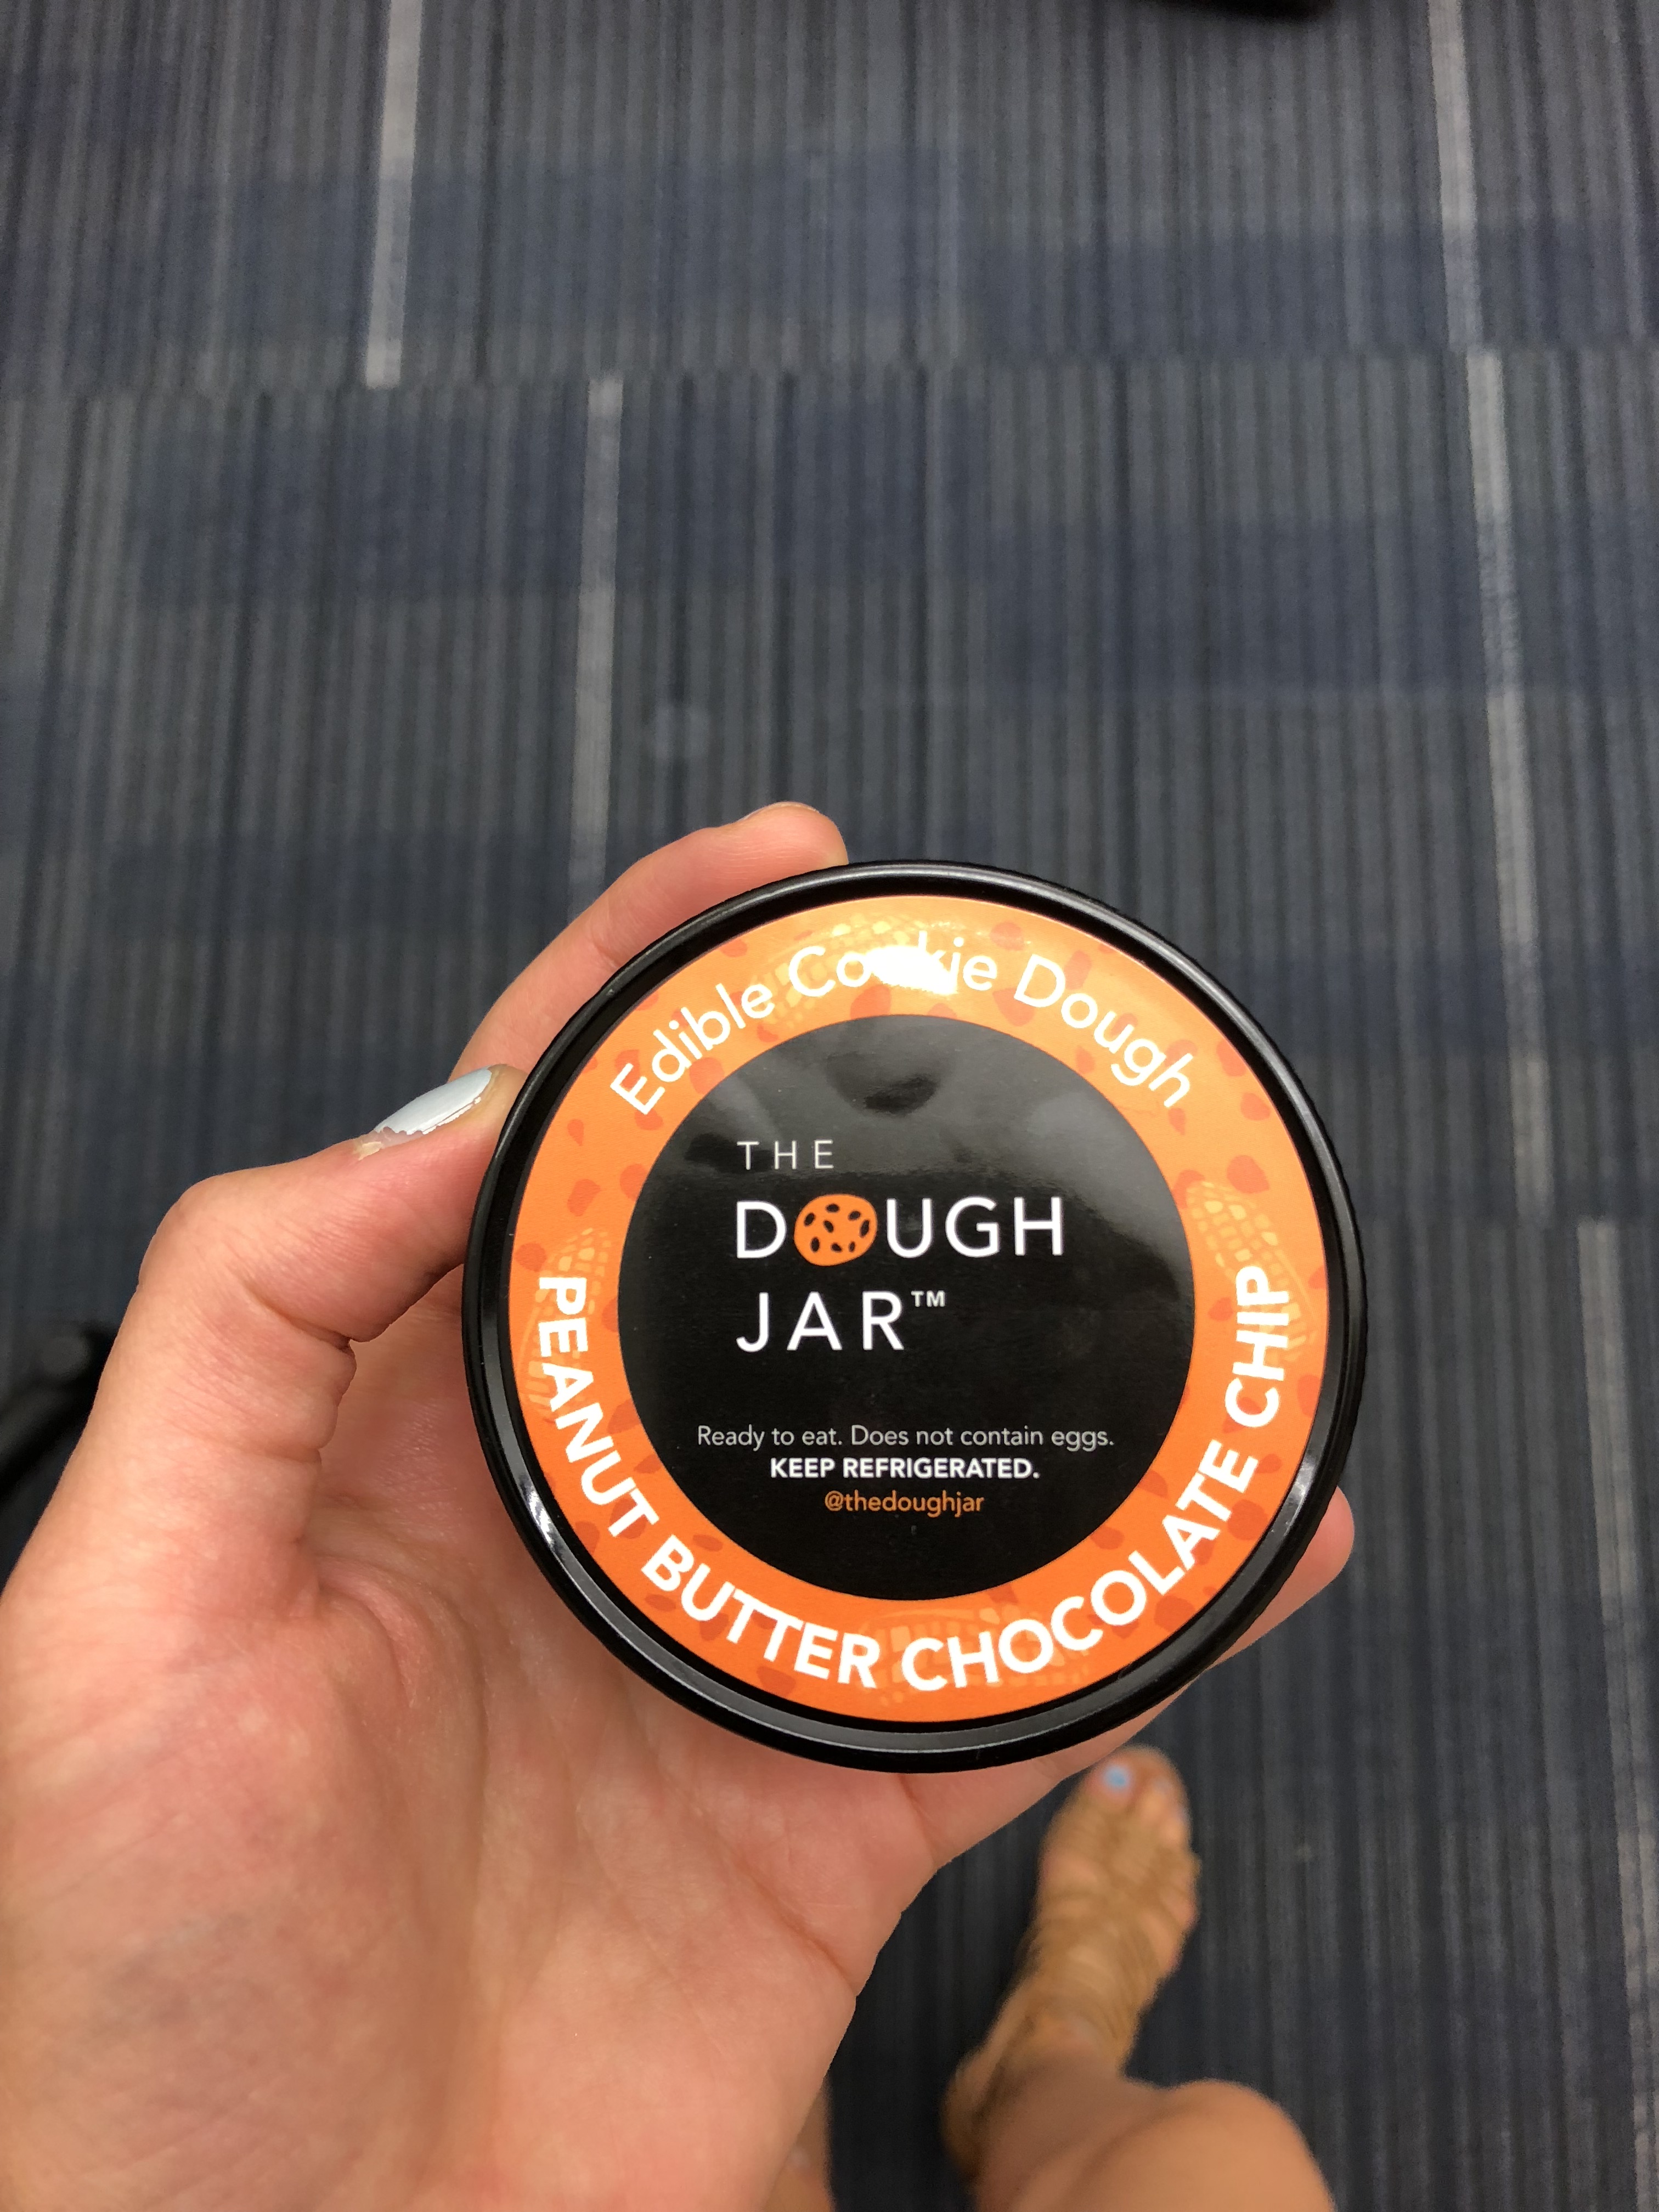 Edible Cookie Dough
THE
DOUGH
JAR™
Ready to eat. Does not contain eggs.
KEEP REFRIGERATED.
@thedoughjar
PEANUT BUTTER CHOCOLATE CHIP